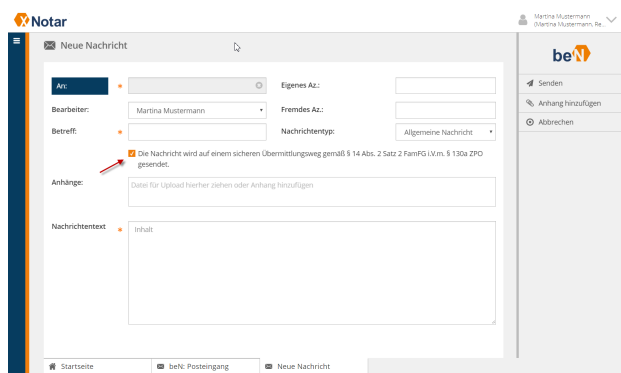 XNotar
Martina Mustermann
(Martina Mustermann, Re...
Neue Nachricht
beN
An: *
Eigenes Az.:
Senden
Bearbeiter:
Martina Mustermann
Fremdes Az.:
Anhang hinzufügen
Betreff: *
Nachrichtentyp:
Allgemeine Nachricht
Abbrechen
Die Nachricht wird auf einem sicheren Übermittlungsweg gemäß § 14 Abs. 2 Satz 2 FamFG i.V.m. § 130a ZPO
gesendet.
Anhänge:
Datei für Upload hierher ziehen oder Anhang hinzufügen
Nachrichtentext *
Inhalt
Startseite
beN: Posteingang
Neue Nachricht